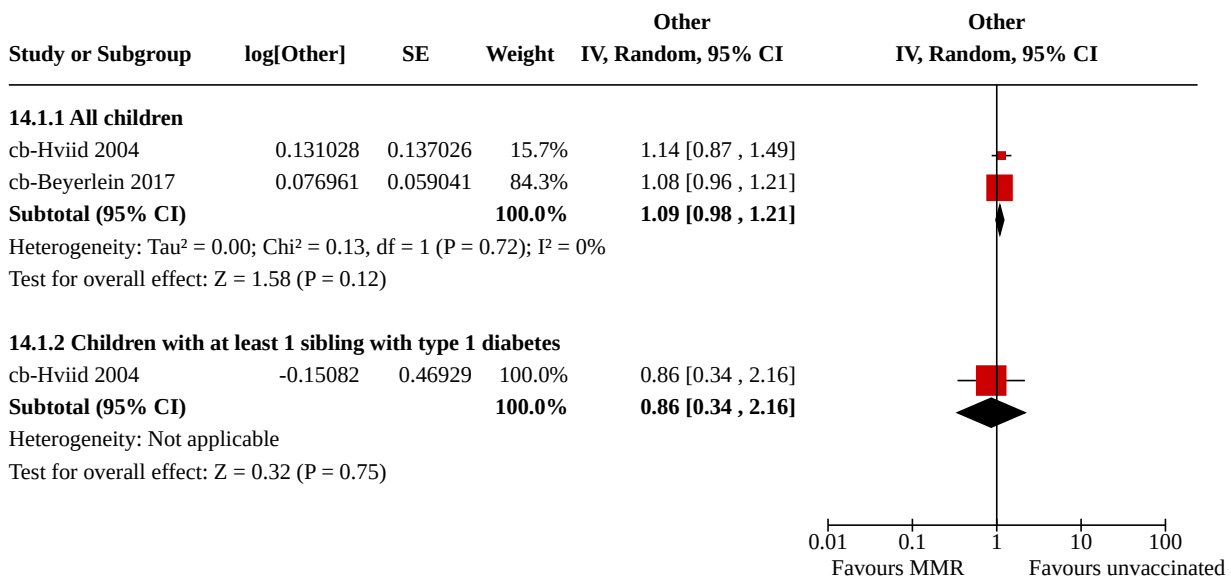 Other Other
Study or Subgroup log[Other] SE Weight IV, Random, 95% CI IV, Random, 95% CI
14.1.1 All children
cb-Hviid 2004 0.131028 0.137026 15.7% 1.14 [0.87 , 1.49]
cb-Beyerlein 2017 0.076961 0.059041 84.3% 1.08 [0.96 , 1.21]
Subtotal (95% CI) 100.0% 1.09 [0.98 , 1.21]
Heterogeneity: Tau² = 0.00; Chi² = 0.13, df = 1 (P = 0.72); I² = 0%
Test for overall effect: Z = 1.58 (P = 0.12)
14.1.2 Children with at least 1 sibling with type 1 diabetes
cb-Hviid 2004 -0.15082 0.46929 100.0% 0.86 [0.34 , 2.16]
Subtotal (95% CI) 100.0% 0.86 [0.34 , 2.16]
Heterogeneity: Not applicable
Test for overall effect: Z = 0.32 (P = 0.75)
0.01 0.1 1 10 100
Favours MMR Favours unvaccinated